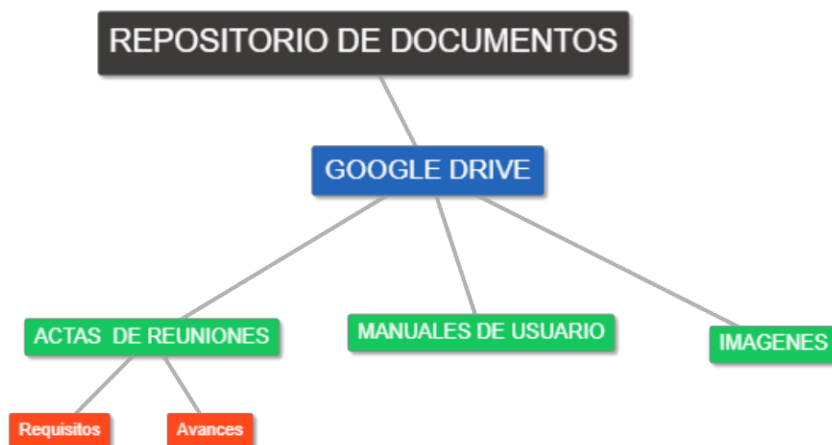 REPOSITORIO DE DOCUMENTOS
GOOGLE DRIVE
ACTAS  DE REUNIONES
MANUALES DE USUARIO
IMAGENES
Requisitos
Avances